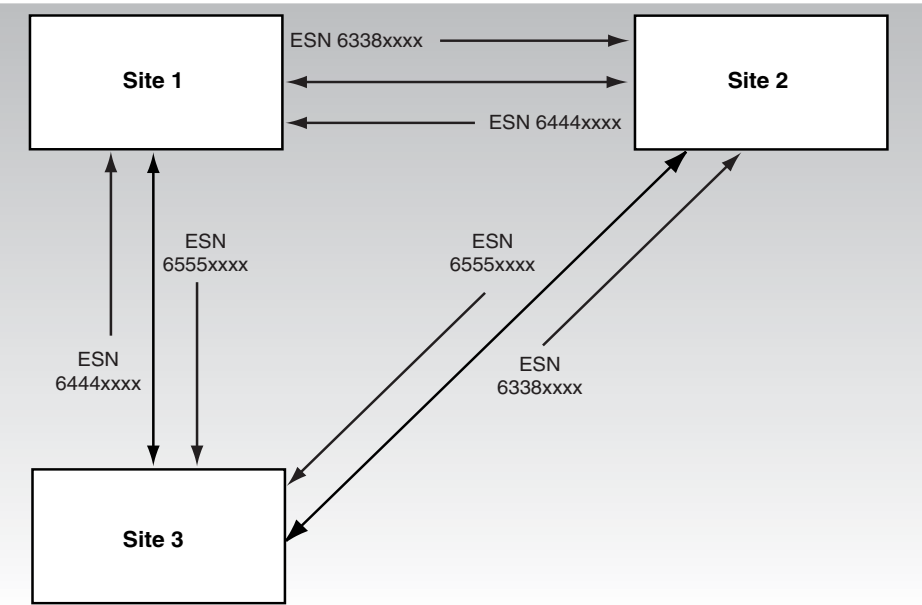 ESN 6338xxxx
Site 1
Site 2
ESN 6444xxxx
ESN
6555xxxx
ESN
6555xxxx
ESN
6444xxxx
ESN
6338xxxx
Site 3